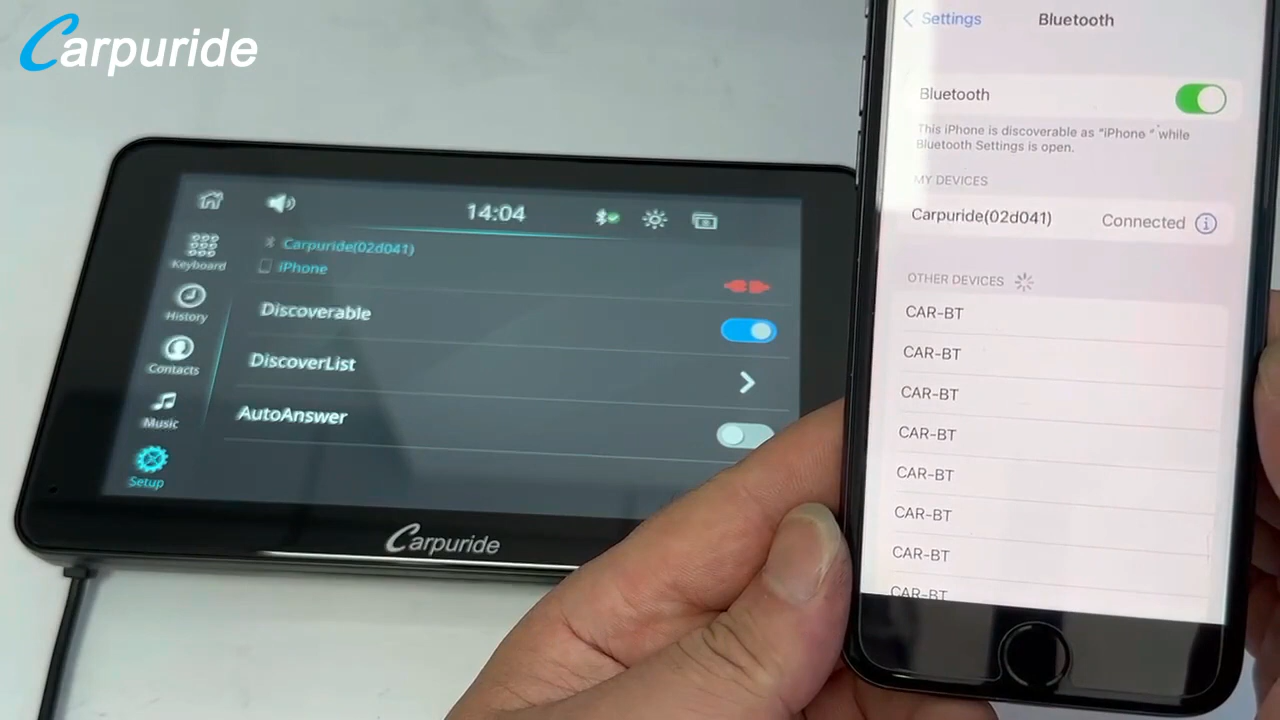 Carpuride
14:04
Keyboard
History
Contacts
Music
Setup
Carpuride(02d041)
iPhone
Discoverable
DiscoverList
AutoAnswer
Carpuride
Settings
Bluetooth
Bluetooth
This iPhone is discoverable as “iPhone ” while
Bluetooth Settings is open.
MY DEVICES
Carpuride(02d041) Connected
OTHER DEVICES
CAR-BT
CAR-BT
CAR-BT
CAR-BT
CAR-BT
CAR-BT
CAR-BT
CAR-BT